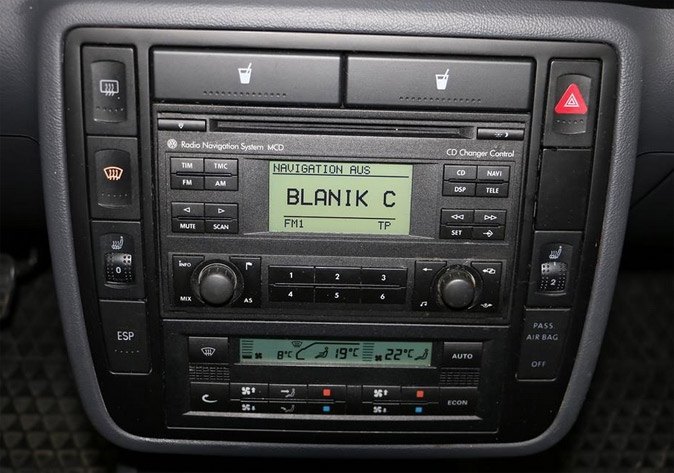 Radio Navigation System MCD
CD Changer Control
TIM TMC
FM AM
MUTE SCAN
NAVIGATION AUS
BLANIK C
FM1 TP
CD NAVI
DSP TELE
SET
INFO
MIX AS
1 2 3
4 5 6
0
2
ESP
PASS.
AIR BAG
OFF
8°C 19°C 22°C
AUTO
ECON